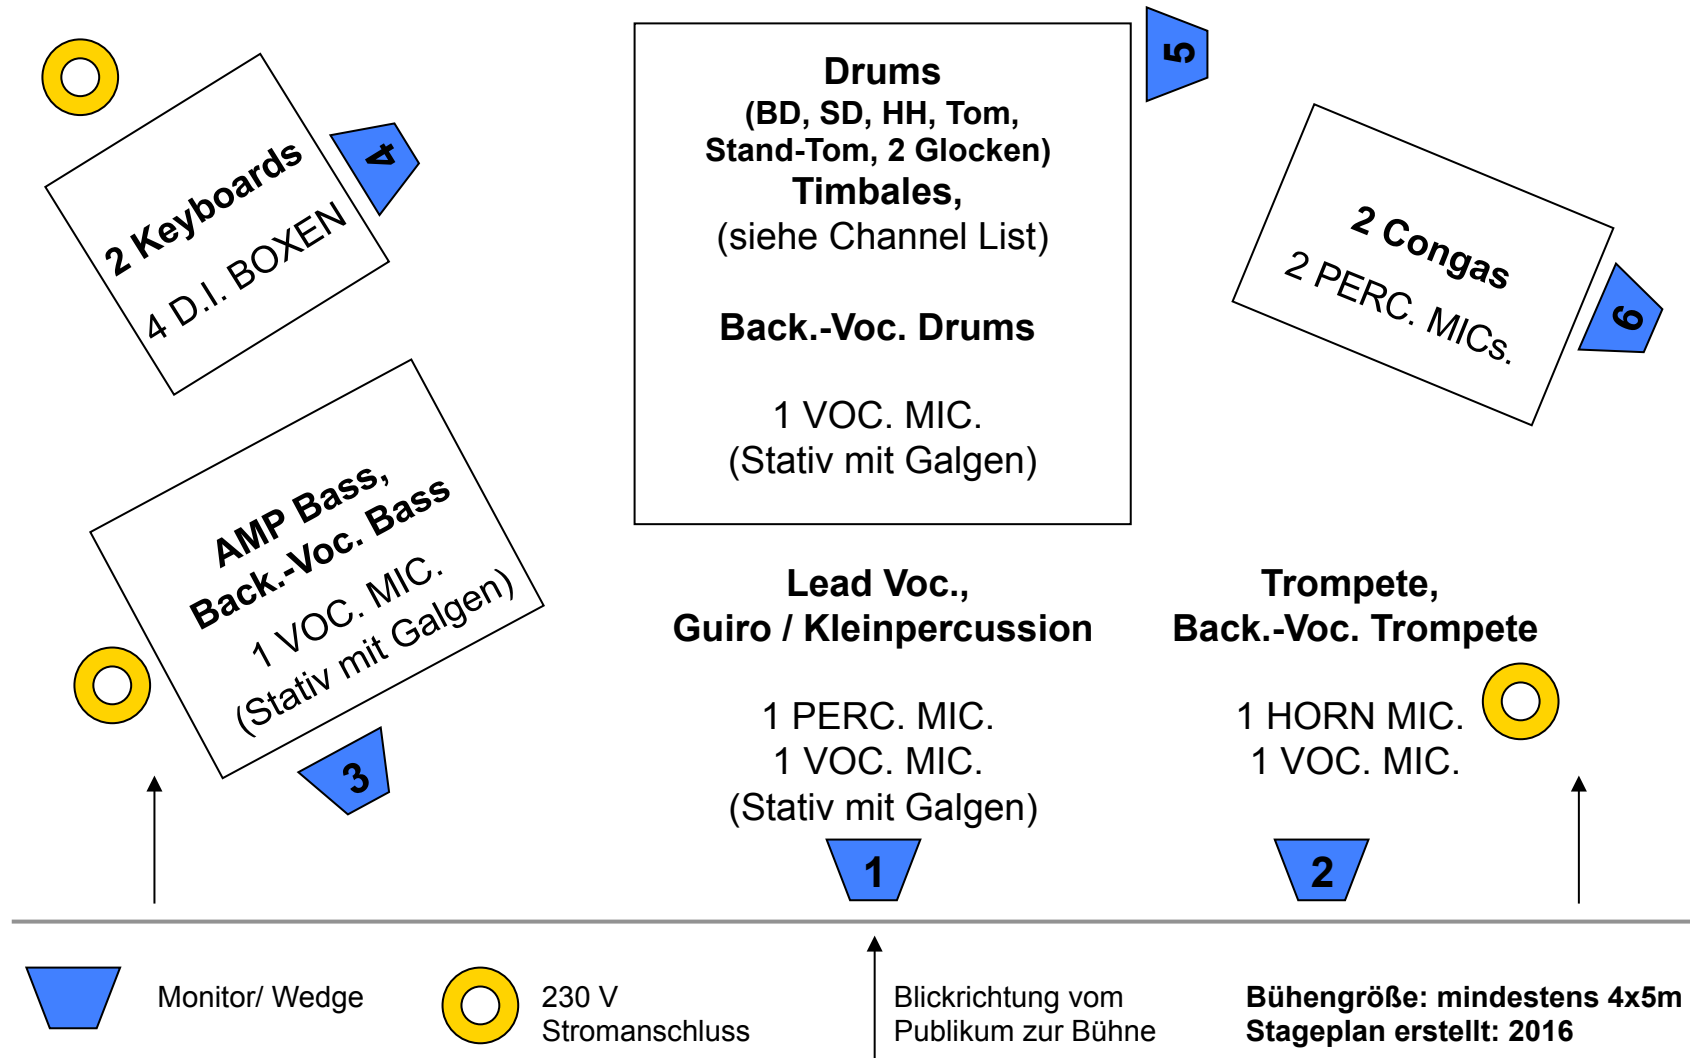 5
Drums
(BD, SD, HH, Tom,
Stand-Tom, 2 Glocken)
Timbales,
(siehe Channel List)
Back.-Voc. Drums
1 VOC. MIC.
(Stativ mit Galgen)
4
2 Keyboards
4 D.I. BOXEN
2 Congas
2 PERC. MICs.
6
AMP Bass,
Back.-Voc. Bass
1 VOC. MIC.
(Stativ mit Galgen)
3
Lead Voc.,
Guiro / Kleinpercussion
1 PERC. MIC.
1 VOC. MIC.
(Stativ mit Galgen)
1
Trompete,
Back.-Voc. Trompete
1 HORN MIC.
1 VOC. MIC.
2
Monitor/ Wedge
230 V
Stromanschluss
Blickrichtung vom
Publikum zur Bühne
Bühengröße: mindestens 4x5m
Stageplan erstellt: 2016